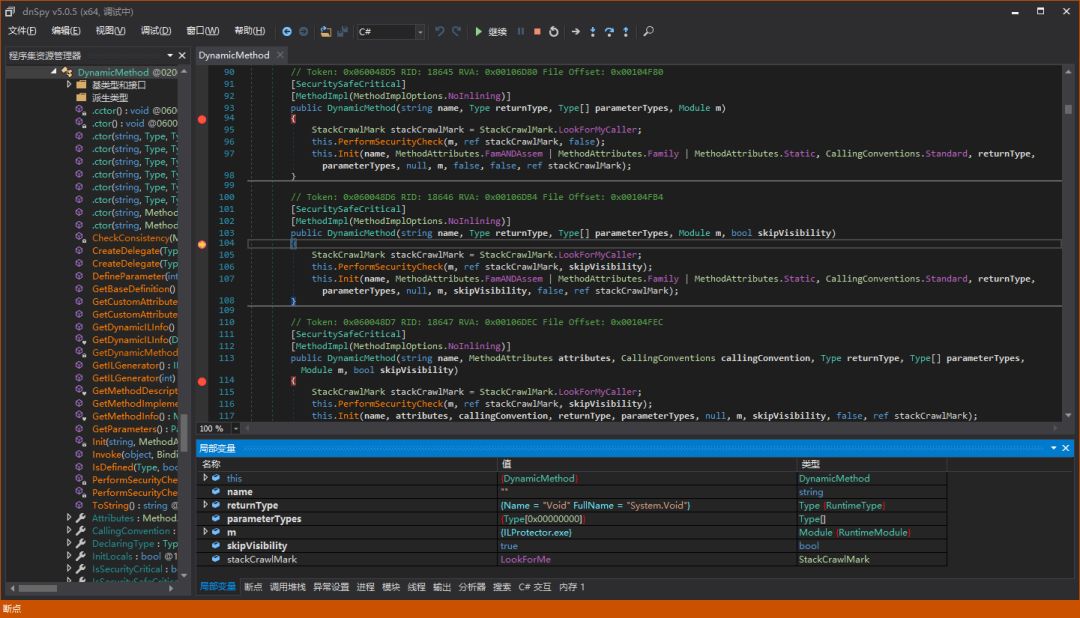 dnSpy v5.0.5 (x64, 调试中)
文件(F) 编辑(E) 视图(V) 调试(D) 窗口(W) 帮助(H) C# 继续
程序集资源管理器
DynamicMethod @020
基类型和接口
派生类型
.cctor() : void @060
.ctor() : void @0600
.ctor(string, Type, Ty
.ctor(string, Type, Ty
.ctor(string, Type, Ty
.ctor(string, Type, Ty
.ctor(string, Type, Ty
.ctor(string, Type, Ty
.ctor(string, Method
.ctor(string, Method
CheckConsistency(M
CreateDelegate(Typ
CreateDelegate(Typ
DefineParameter(int
GetBaseDefinition()
GetCustomAttribute
GetCustomAttribute
GetDynamicILInfo()
GetDynamicILInfo(D
GetDynamicMethod
GetILGenerator() : I
GetILGenerator(int)
GetMethodDescript
GetMethodImpleme
GetMethodInfo() : M
GetParameters() : Pa
Init(string, MethodA
Invoke(object, Bindi
IsDefined(Type, boo
PerformSecurityChe
PerformSecurityChe
ToString() : string @
Attributes : Method
CallingConvention :
DeclaringType : Typ
InitLocals : bool @1
IsSecurityCritical : b
IsSecuritySafeCritic
DynamicMethod
90 // Token: 0x060048D5 RID: 18645 RVA: 0x00106D80 File Offset: 0x00104F80
91 [SecuritySafeCritical]
92 [MethodImpl(MethodImplOptions.NoInlining)]
93 public DynamicMethod(string name, Type returnType, Type[] parameterTypes, Module m)
94 {
95 StackCrawlMark stackCrawlMark = StackCrawlMark.LookForMyCaller;
96 this.PerformSecurityCheck(m, ref stackCrawlMark, false);
97 this.Init(name, MethodAttributes.FamANDAssem | MethodAttributes.Family | MethodAttributes.Static, CallingConventions.Standard, returnType,
parameterTypes, null, m, false, false, ref stackCrawlMark);
98 }
99
100 // Token: 0x060048D6 RID: 18646 RVA: 0x00106DB4 File Offset: 0x00104FB4
101 [SecuritySafeCritical]
102 [MethodImpl(MethodImplOptions.NoInlining)]
103 public DynamicMethod(string name, Type returnType, Type[] parameterTypes, Module m, bool skipVisibility)
104 {
105 StackCrawlMark stackCrawlMark = StackCrawlMark.LookForMyCaller;
106 this.PerformSecurityCheck(m, ref stackCrawlMark, skipVisibility);
107 this.Init(name, MethodAttributes.FamANDAssem | MethodAttributes.Family | MethodAttributes.Static, CallingConventions.Standard, returnType,
parameterTypes, null, m, skipVisibility, false, ref stackCrawlMark);
108 }
109
110 // Token: 0x060048D7 RID: 18647 RVA: 0x00106DEC File Offset: 0x00104FEC
111 [SecuritySafeCritical]
112 [MethodImpl(MethodImplOptions.NoInlining)]
113 public DynamicMethod(string name, MethodAttributes attributes, CallingConventions callingConvention, Type returnType, Type[] parameterTypes,
Module m, bool skipVisibility)
114 {
115 StackCrawlMark stackCrawlMark = StackCrawlMark.LookForMyCaller;
116 this.PerformSecurityCheck(m, ref stackCrawlMark, skipVisibility);
117 this.Init(name, attributes, callingConvention, returnType, parameterTypes, null, m, skipVisibility, false, ref stackCrawlMark);
100 %
局部变量
名称 值 类型
this {DynamicMethod} DynamicMethod
name "" string
returnType {Name = "Void" FullName = "System.Void"} Type {RuntimeType}
parameterTypes {Type[0x00000000]} Type[]
m {ILProtector.exe} Module {RuntimeModule}
skipVisibility true bool
stackCrawlMark LookForMe StackCrawlMark
局部变量 断点 调用堆栈 异常设置 进程 模块 线程 输出 分析器 搜索 C# 交互 内存 1
断点